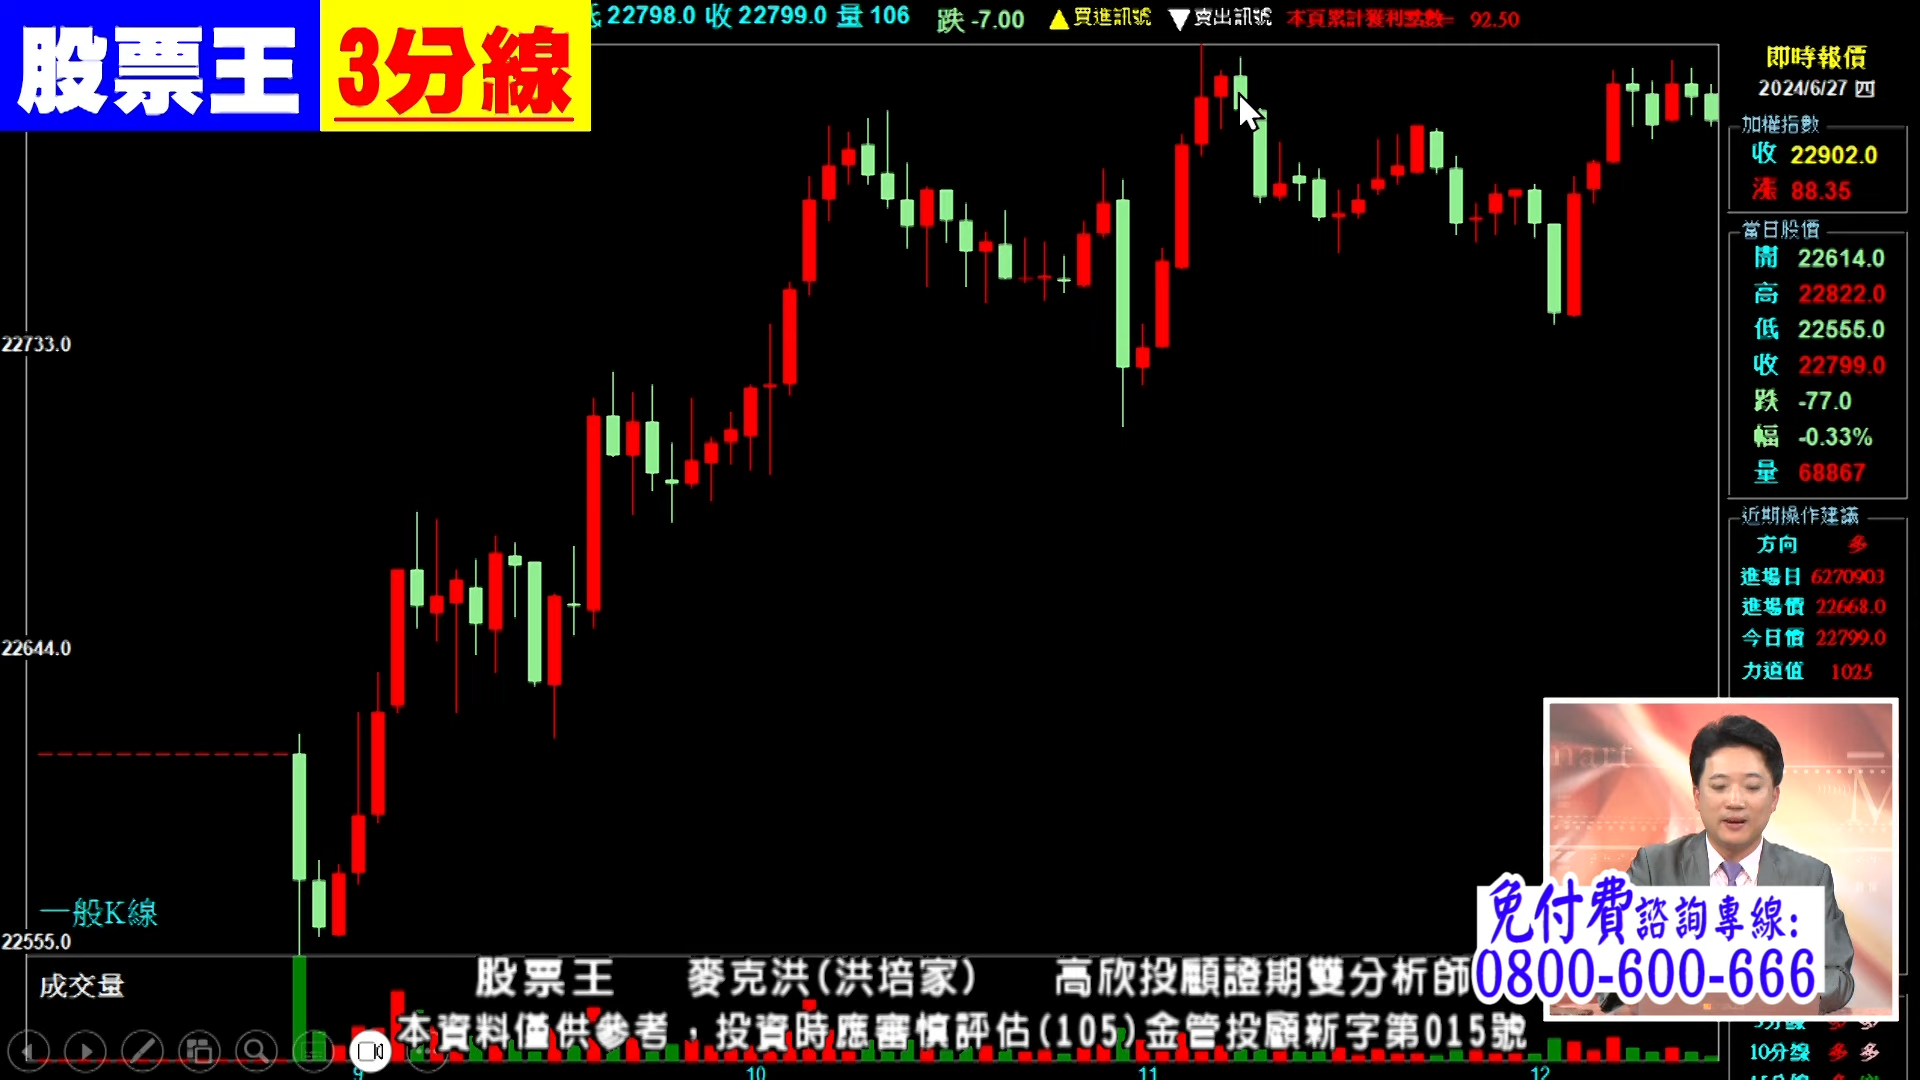 股票王 3分線
低 22798.0 收 22799.0 量 106 跌 -7.00 買進訊號 賣出訊號 本頁累計獲利點數= 92.50
即時報價
2024/6/27 四
加權指數
收 22902.0
漲 88.35
當日股價
開 22614.0
高 22822.0
低 22555.0
收 22799.0
跌 -77.0
幅 -0.33%
量 68867
近期操作建議
方向 多
進場日 6270903
進場價 22668.0
今日價 22799.0
力道值 1025
22733.0
22644.0
22555.0
一般K線
成交量
免付費諮詢專線:
0800-600-666
股票王 麥克洪(洪培家) 高欣投顧證期雙分析師
本資料僅供參考，投資時應審慎評估(105)金管投顧新字第015號
10分線 多 多
9 10 11 12